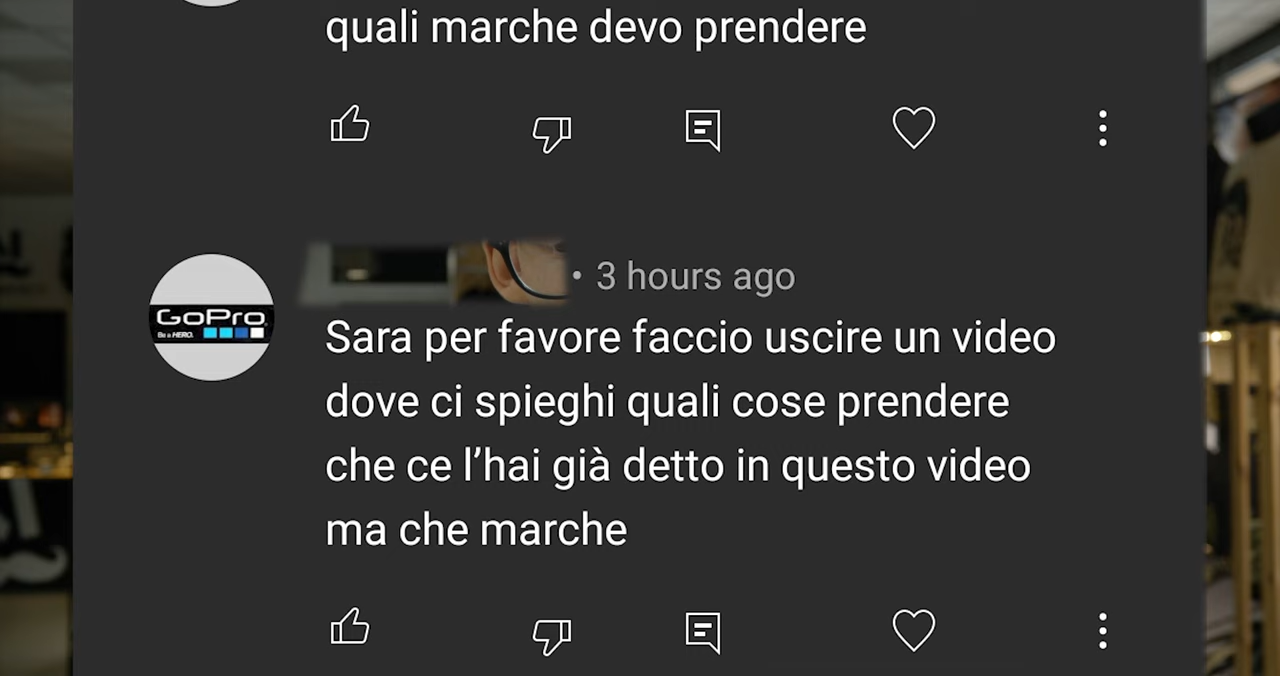 quali marche devo prendere
• 3 hours ago
GoPro
Be a HERO.
Sara per favore faccio uscire un video
dove ci spieghi quali cose prendere
che ce l’hai già detto in questo video
ma che marche